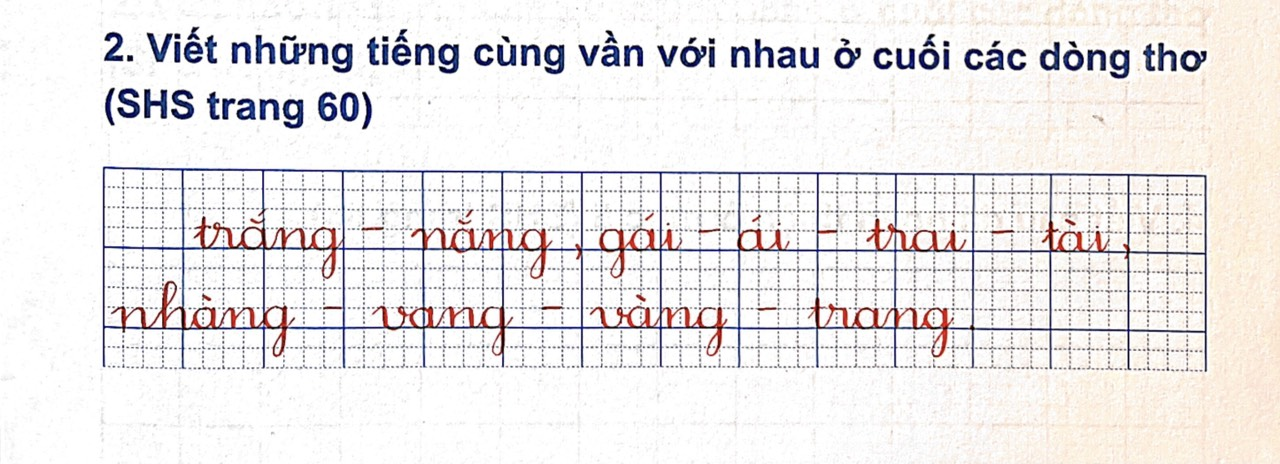 2. Viết những tiếng cùng vần với nhau ở cuối các dòng thơ
(SHS trang 60)
trắng - nắng, gái - ái - trai - tài,
nhàng - vang - vàng - trang.